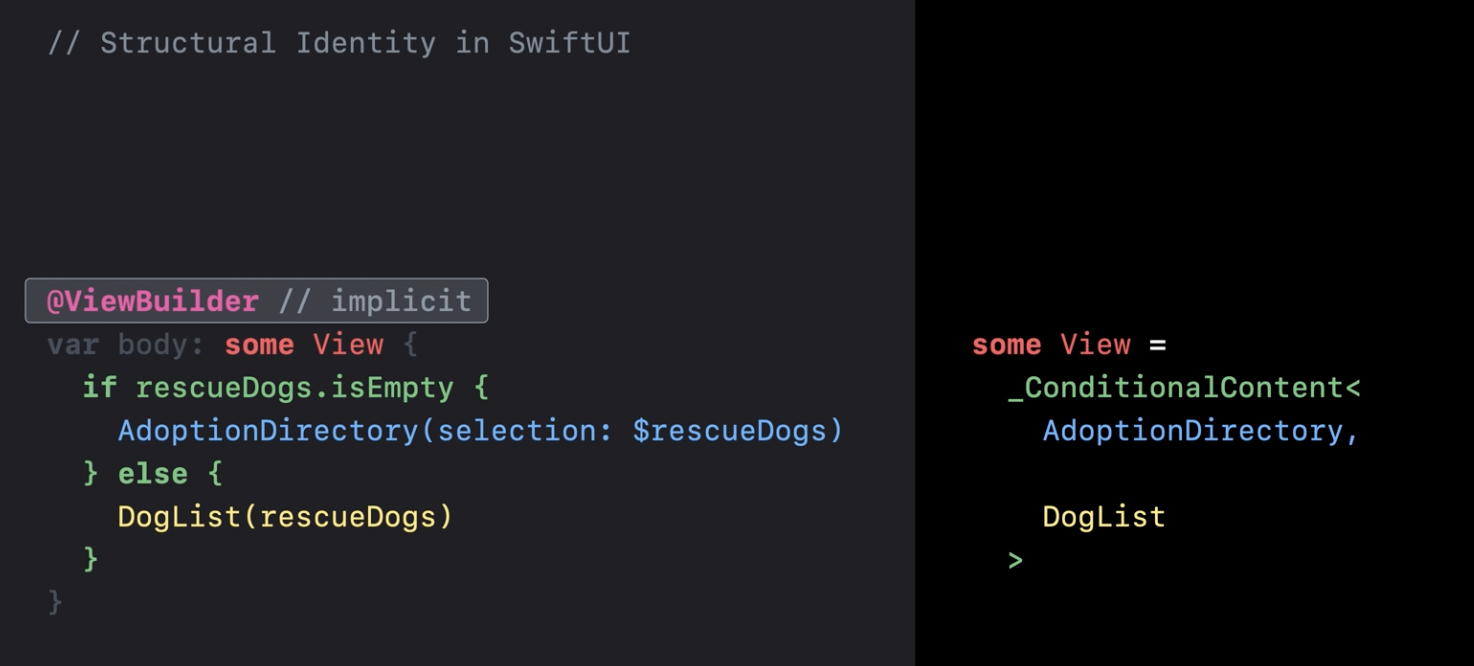 // Structural Identity in SwiftUI
@ViewBuilder // implicit
var body: some View {
if rescueDogs.isEmpty {
AdoptionDirectory(selection: $rescueDogs)
} else {
DogList(rescueDogs)
}
}
some View =
_ConditionalContent<
AdoptionDirectory,
DogList
>